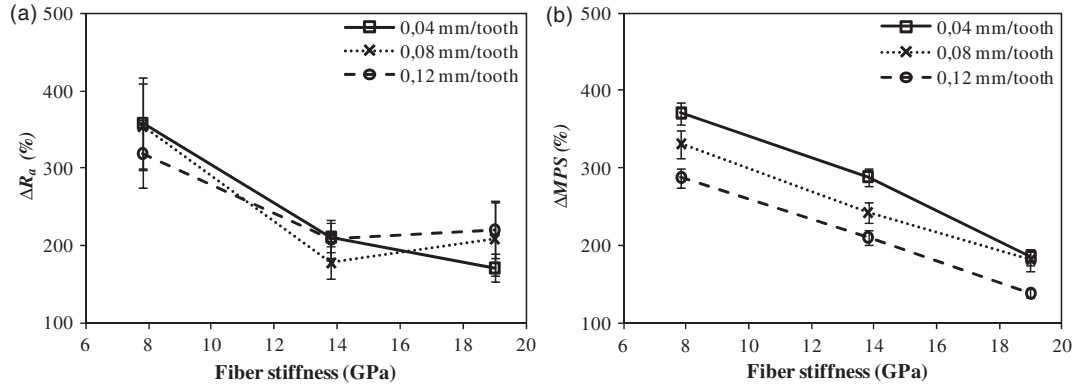 (a)
500
400
300
200
100
ΔRa (%)
6 8 10 12 14 16 18 20
Fiber stiffness (GPa)
0,04 mm/tooth
0,08 mm/tooth
0,12 mm/tooth
(b)
500
400
300
200
100
ΔMPS (%)
6 8 10 12 14 16 18 20
Fiber stiffness (GPa)
0,04 mm/tooth
0,08 mm/tooth
0,12 mm/tooth